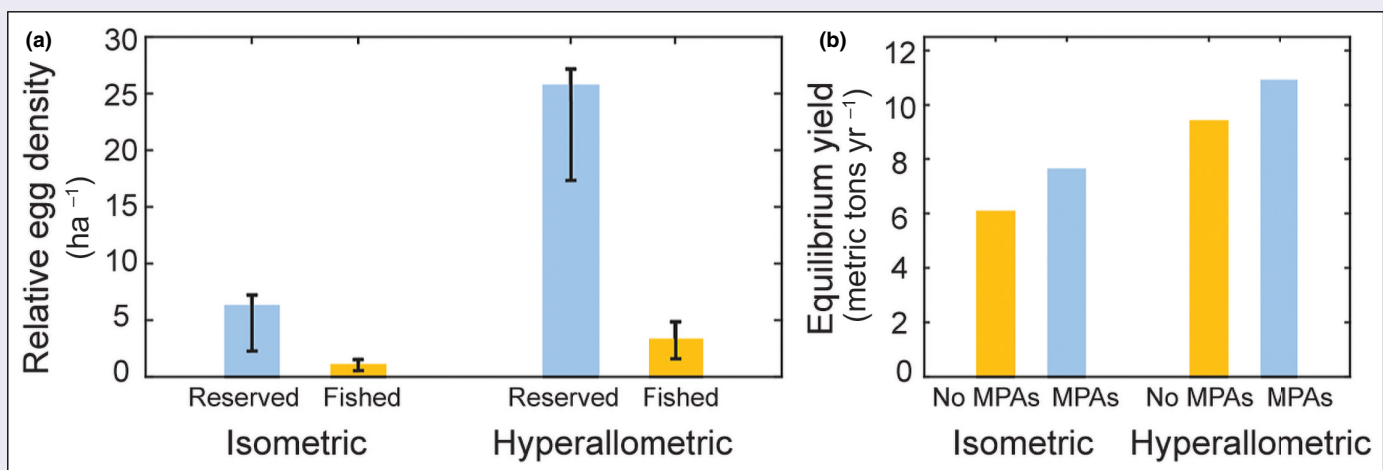 (a)
Relative egg density
(ha⁻¹)
30
25
20
15
10
5
0
Reserved Fished Reserved Fished
Isometric Hyperallometric
(b)
Equilibrium yield
(metric tons yr⁻¹)
12
10
8
6
4
2
0
No MPAs MPAs No MPAs MPAs
Isometric Hyperallometric